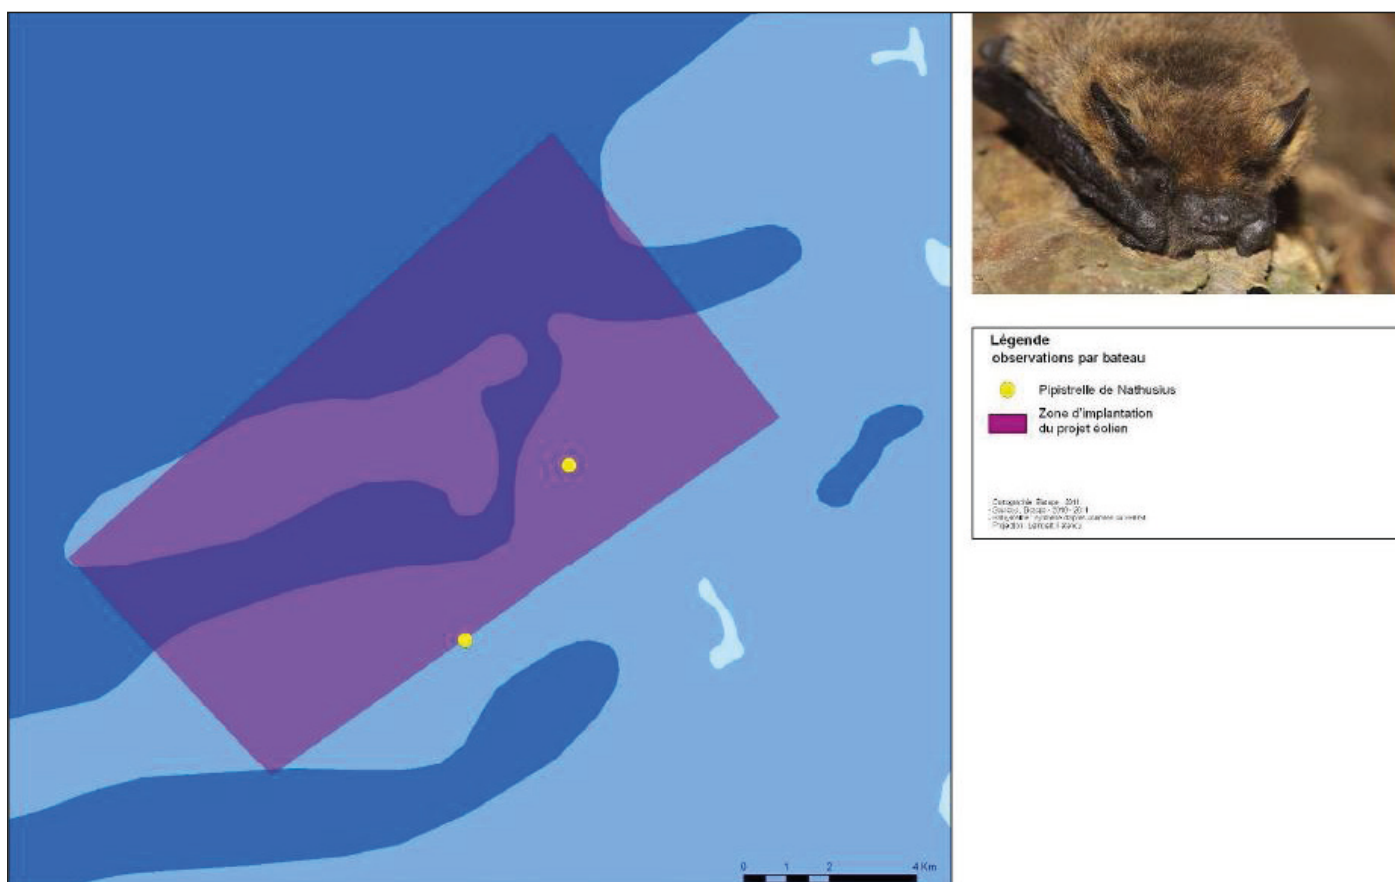 Légende
observations par bateau
Pipistrelle de Nathusius
Zone d'implantation
du projet éolien
0 1 2 4 Km